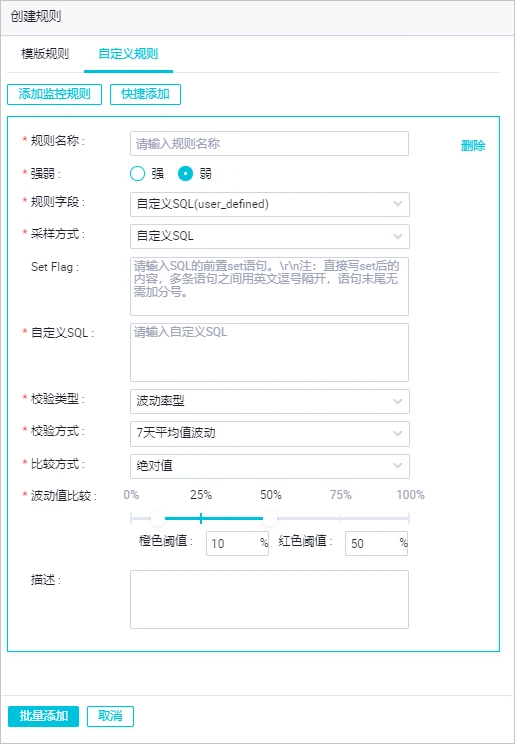 创建规则
模版规则 自定义规则
添加监控规则 快捷添加
* 规则名称 : 请输入规则名称 删除
* 强弱 : 强 弱
* 规则字段 : 自定义SQL(user_defined)
* 采样方式 : 自定义SQL
Set Flag : 请输入SQL的前置set语句。\r\n注：直接写set后的
内容，多条语句之间用英文逗号隔开，语句末尾无
需加分号。
* 自定义SQL : 请输入自定义SQL
* 校验类型 : 波动率型
* 校验方式 : 7天平均值波动
* 比较方式 : 绝对值
* 波动值比较 : 0% 25% 50% 75% 100%
橙色阈值 : 10 % 红色阈值 : 50 %
描述 :
批量添加 取消